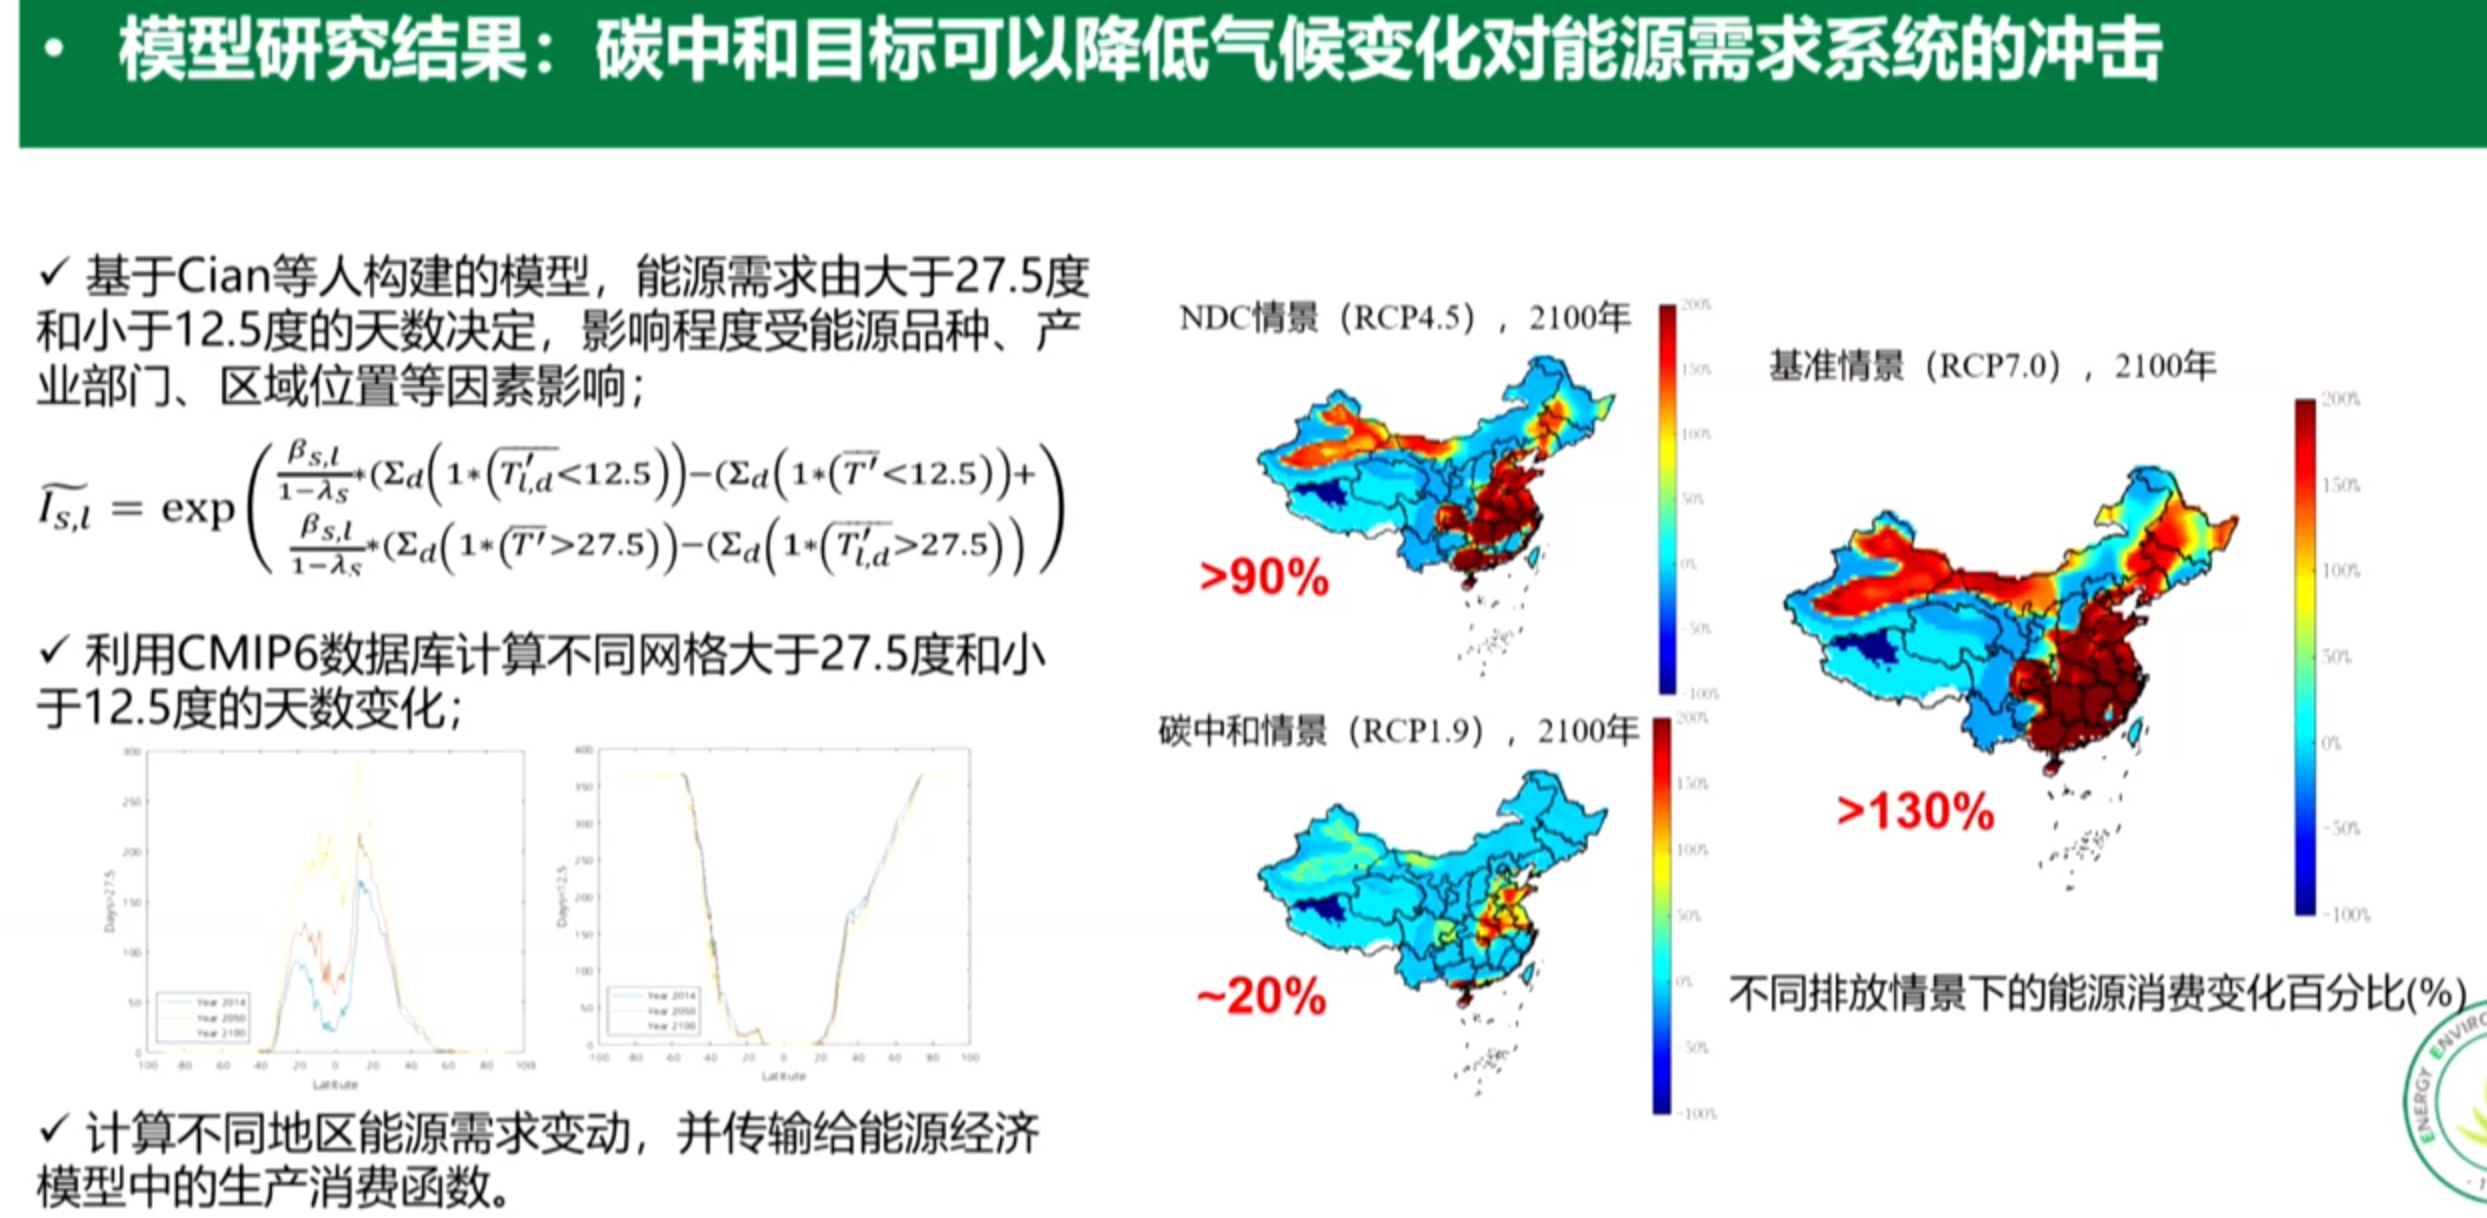 • 模型研究结果：碳中和目标可以降低气候变化对能源需求系统的冲击
✓ 基于Cian等人构建的模型，能源需求由大于27.5度
和小于12.5度的天数决定，影响程度受能源品种、产
业部门、区域位置等因素影响；
$\widetilde{I_{s,l}} = \exp\left(\begin{array}{c}\frac{\beta_{s,l}}{1-\lambda_s}*(\Sigma_d(1*(\overline{T'_{l,d}}<12.5))-(\Sigma_d(1*(\overline{T'}<12.5))+\\ \frac{\beta_{s,l}}{1-\lambda_s}*(\Sigma_d(1*(\overline{T'}>27.5))-(\Sigma_d(1*(\overline{T'_{l,d}}>27.5))\end{array}\right)$
✓ 利用CMIP6数据库计算不同网格大于27.5度和小
于12.5度的天数变化；
300
250
200
150
100
50
0
Days>27.5
Year 2014
Year 2050
Year 2100
100 80 60 40 20 0 20 40 60 80 100
Latitute
400
350
300
250
200
150
100
50
0
Days<12.5
Year 2014
Year 2050
Year 2100
-100 80 60 40 20 0 20 40 60 80 100
Latitute
✓ 计算不同地区能源需求变动，并传输给能源经济
模型中的生产消费函数。
NDC情景（RCP4.5），2100年
200%
150%
100%
50%
0%
-50%
-100%
>90%
碳中和情景（RCP1.9），2100年
200%
150%
100%
50%
0%
-50%
-100%
~20%
基准情景（RCP7.0），2100年
200%
150%
100%
50%
0%
-50%
-100%
>130%
不同排放情景下的能源消费变化百分比(%)
ENERGY ENVIRO